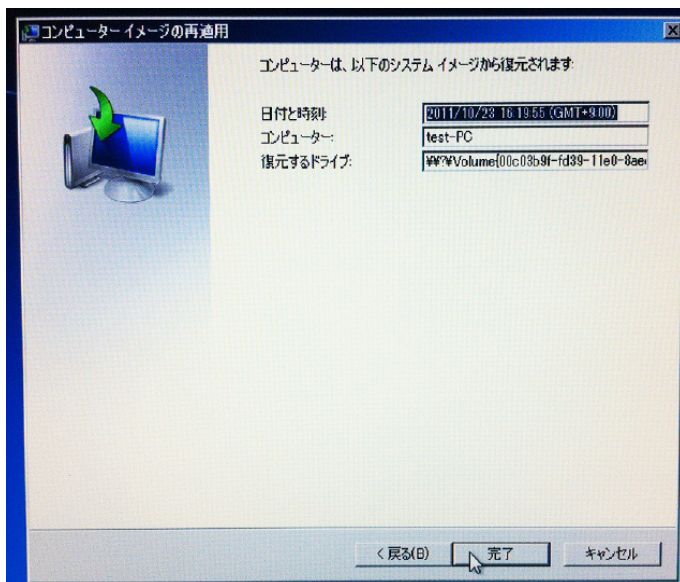 コンピューター イメージの再適用
コンピューターは、以下のシステム イメージから復元されます:
日付と時刻: 2011/10/23 16:19:55 (GMT+9:00)
コンピューター: test-PC
復元するドライブ: ¥¥?¥Volume{00c03b9f-fd39-11e0-8ae
< 戻る(B) 完了 キャンセル